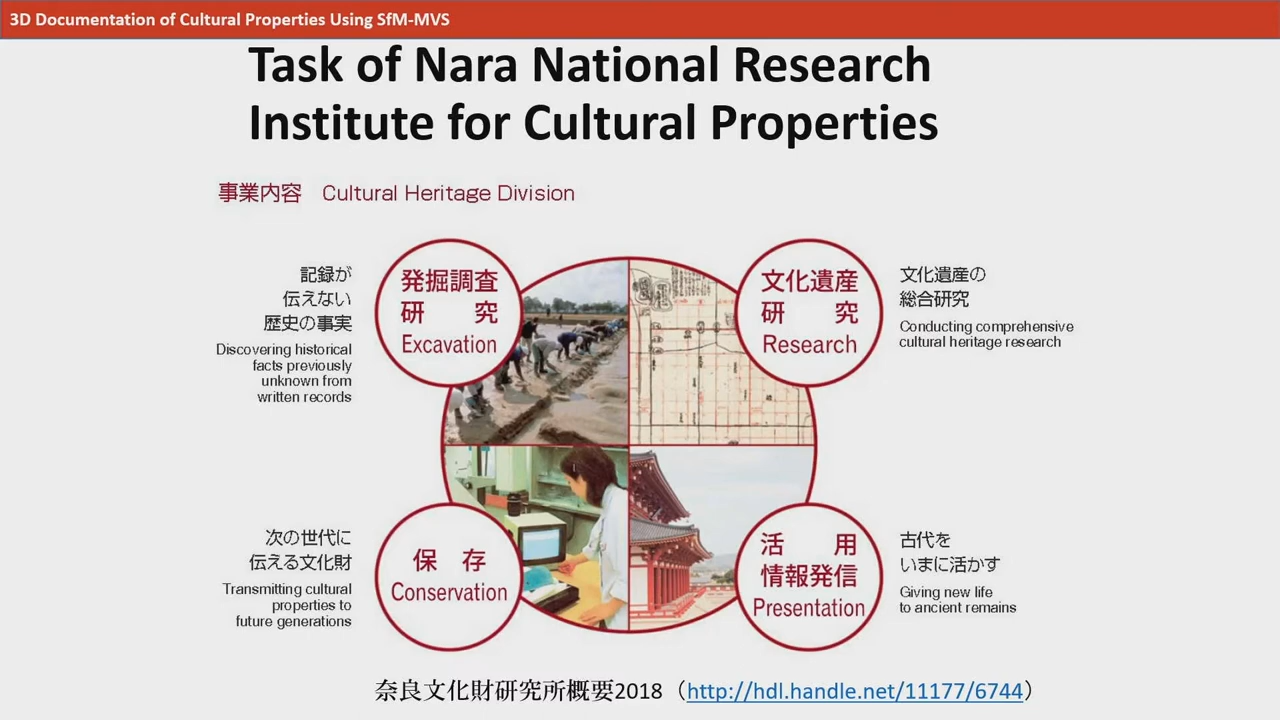 3D Documentation of Cultural Properties Using SfM-MVS
Task of Nara National Research
Institute for Cultural Properties
事業内容 Cultural Heritage Division
記録が
伝えない
歴史の事実
Discovering historical
facts previously
unknown from
written records
発掘調査
研究
Excavation
文化遺産
研究
Research
文化遺産の
総合研究
Conducting comprehensive
cultural heritage research
次の世代に
伝える文化財
Transmitting cultural
properties to
future generations
保存
Conservation
活用
情報発信
Presentation
古代を
いまに活かす
Giving new life
to ancient remains
奈良文化財研究所概要2018（http://hdl.handle.net/11177/6744）